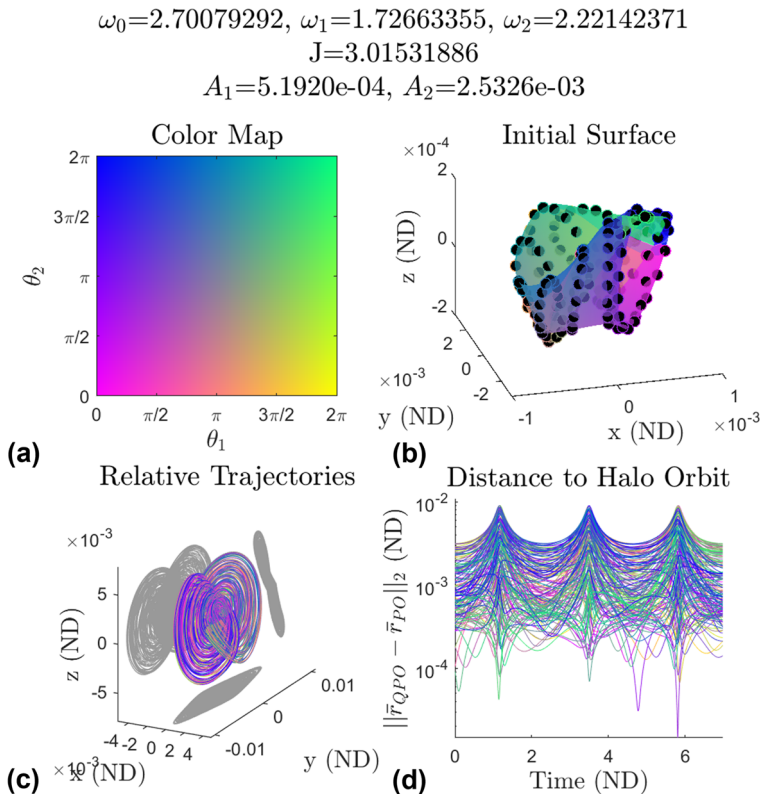 ω₀=2.70079292, ω₁=1.72663355, ω₂=2.22142371
J=3.01531886
A₁=5.1920e-04, A₂=2.5326e-03
Color Map
2π
3π/2
π
π/2
0
θ₂
0 π/2 π 3π/2 2π
θ₁
(a)
Initial Surface
×10⁻⁴
2
0
-2
z (ND)
2
0
-2
×10⁻³
y (ND)
-1 0 1
×10⁻³
x (ND)
(b)
Relative Trajectories
×10⁻³
5
0
-5
z (ND)
-4 -2 0 2 4
×10⁻³
x (ND)
0.01
0
-0.01
y (ND)
(c)
Distance to Halo Orbit
10⁻²
10⁻³
10⁻⁴
||r̄_QPO − r̄_PO||₂ (ND)
0 2 4 6
Time (ND)
(d)